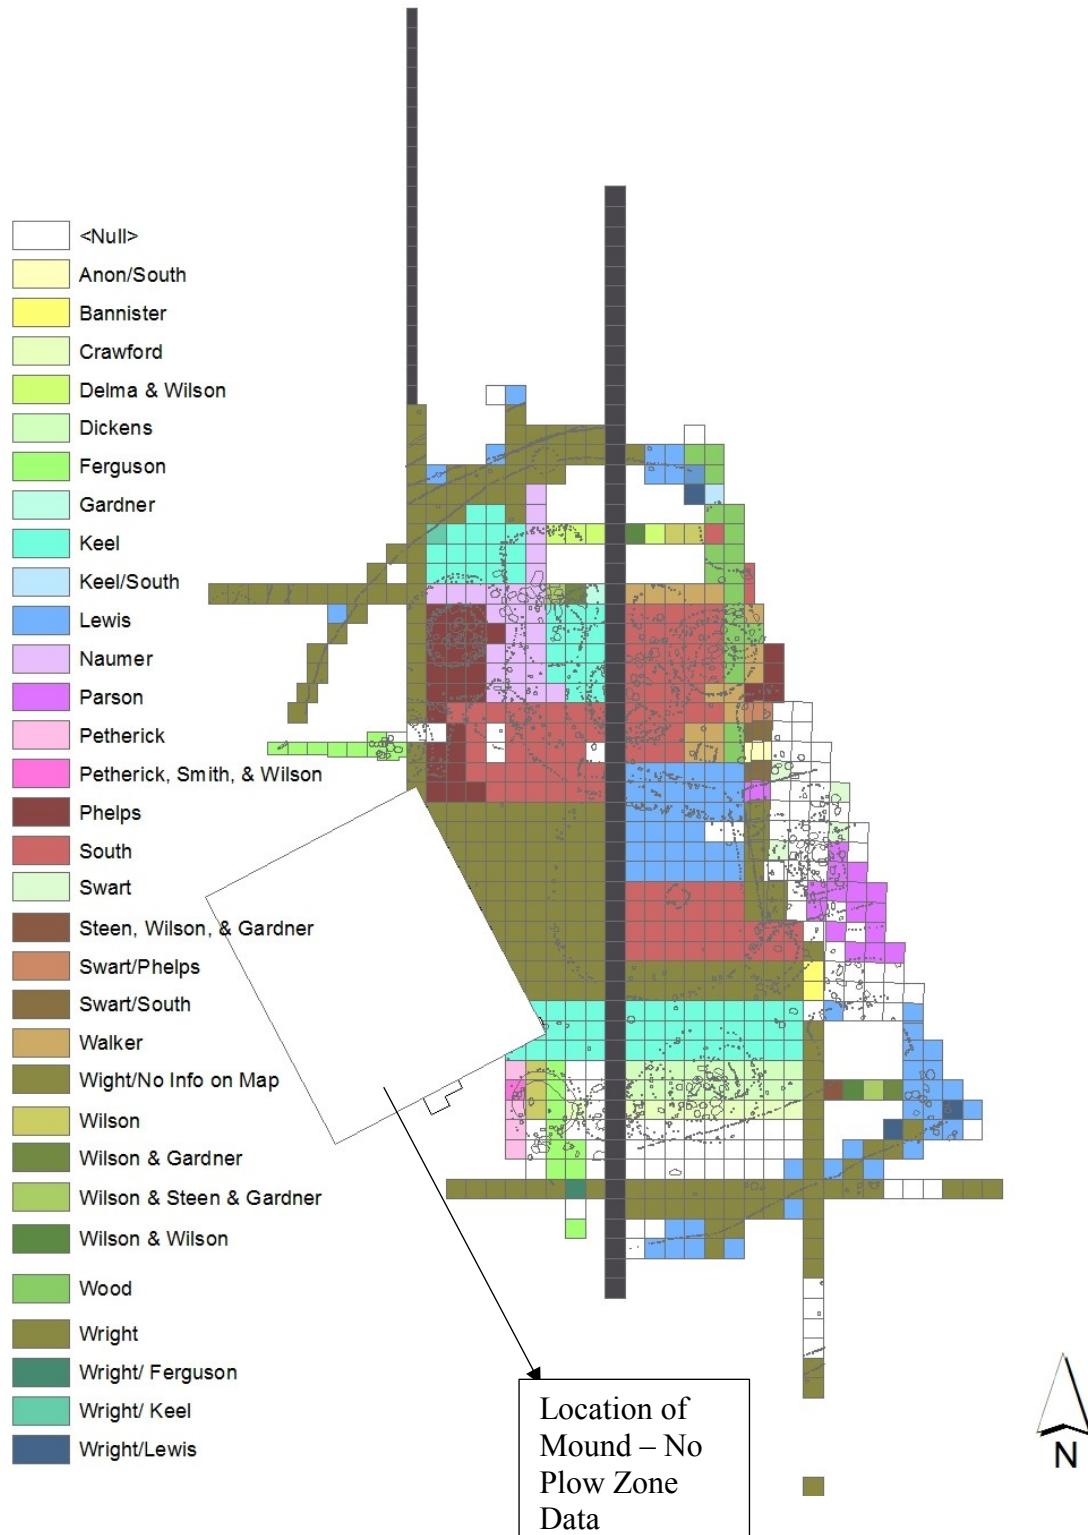 <Null>
Anon/South
Bannister
Crawford
Delma & Wilson
Dickens
Ferguson
Gardner
Keel
Keel/South
Lewis
Naumer
Parson
Petherick
Petherick, Smith, & Wilson
Phelps
South
Swart
Steen, Wilson, & Gardner
Swart/Phelps
Swart/South
Walker
Wight/No Info on Map
Wilson
Wilson & Gardner
Wilson & Steen & Gardner
Wilson & Wilson
Wood
Wright
Wright/ Ferguson
Wright/ Keel
Wright/Lewis
Location of
Mound – No
Plow Zone
Data
N